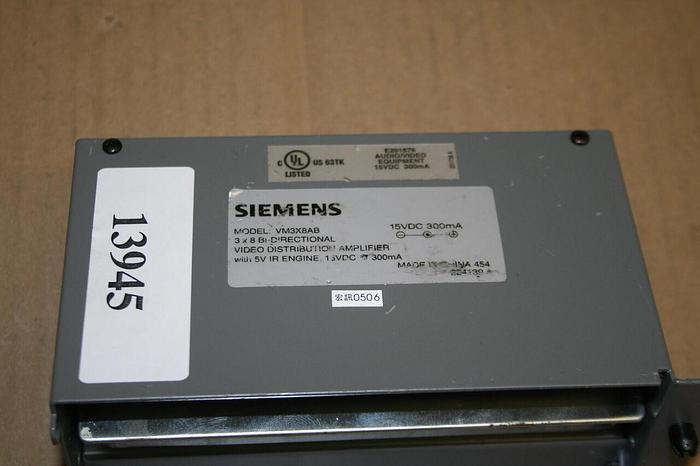 C UL US 63TK
LISTED
E201676
AUDIO/VIDEO
EQUIPMENT
15VDC 300mA
13945
SIEMENS
MODEL: VM3X8AB
3 x 8 BI-DIRECTIONAL
VIDEO DISTRIBUTION AMPLIFIER
with 5V IR ENGINE, 15VDC @ 300mA
15VDC 300mA
MADE IN CHINA 454
宏訊0506